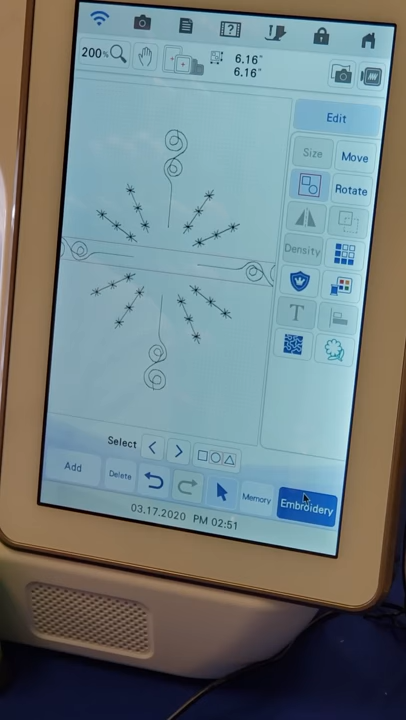 200%
6.16"
6.16"
Edit
Size
Move
Rotate
Density
T
Select
Add
Delete
Memory
Embroidery
03.17.2020 PM 02:51